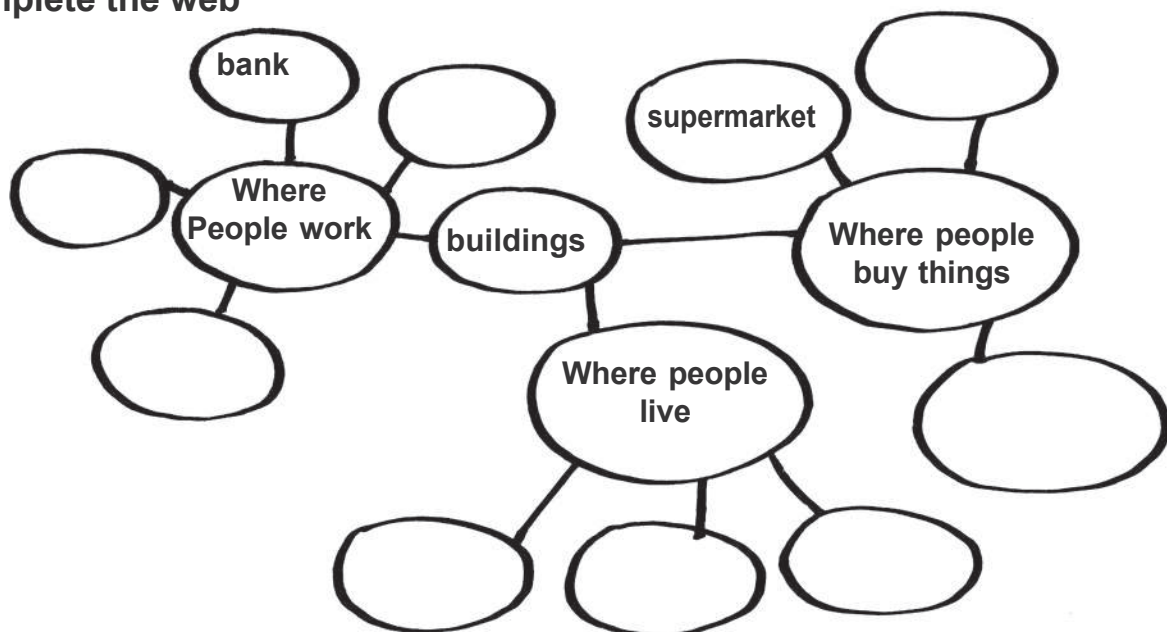 plete the web
bank
supermarket
Where
People work
buildings
Where people
buy things
Where people
live